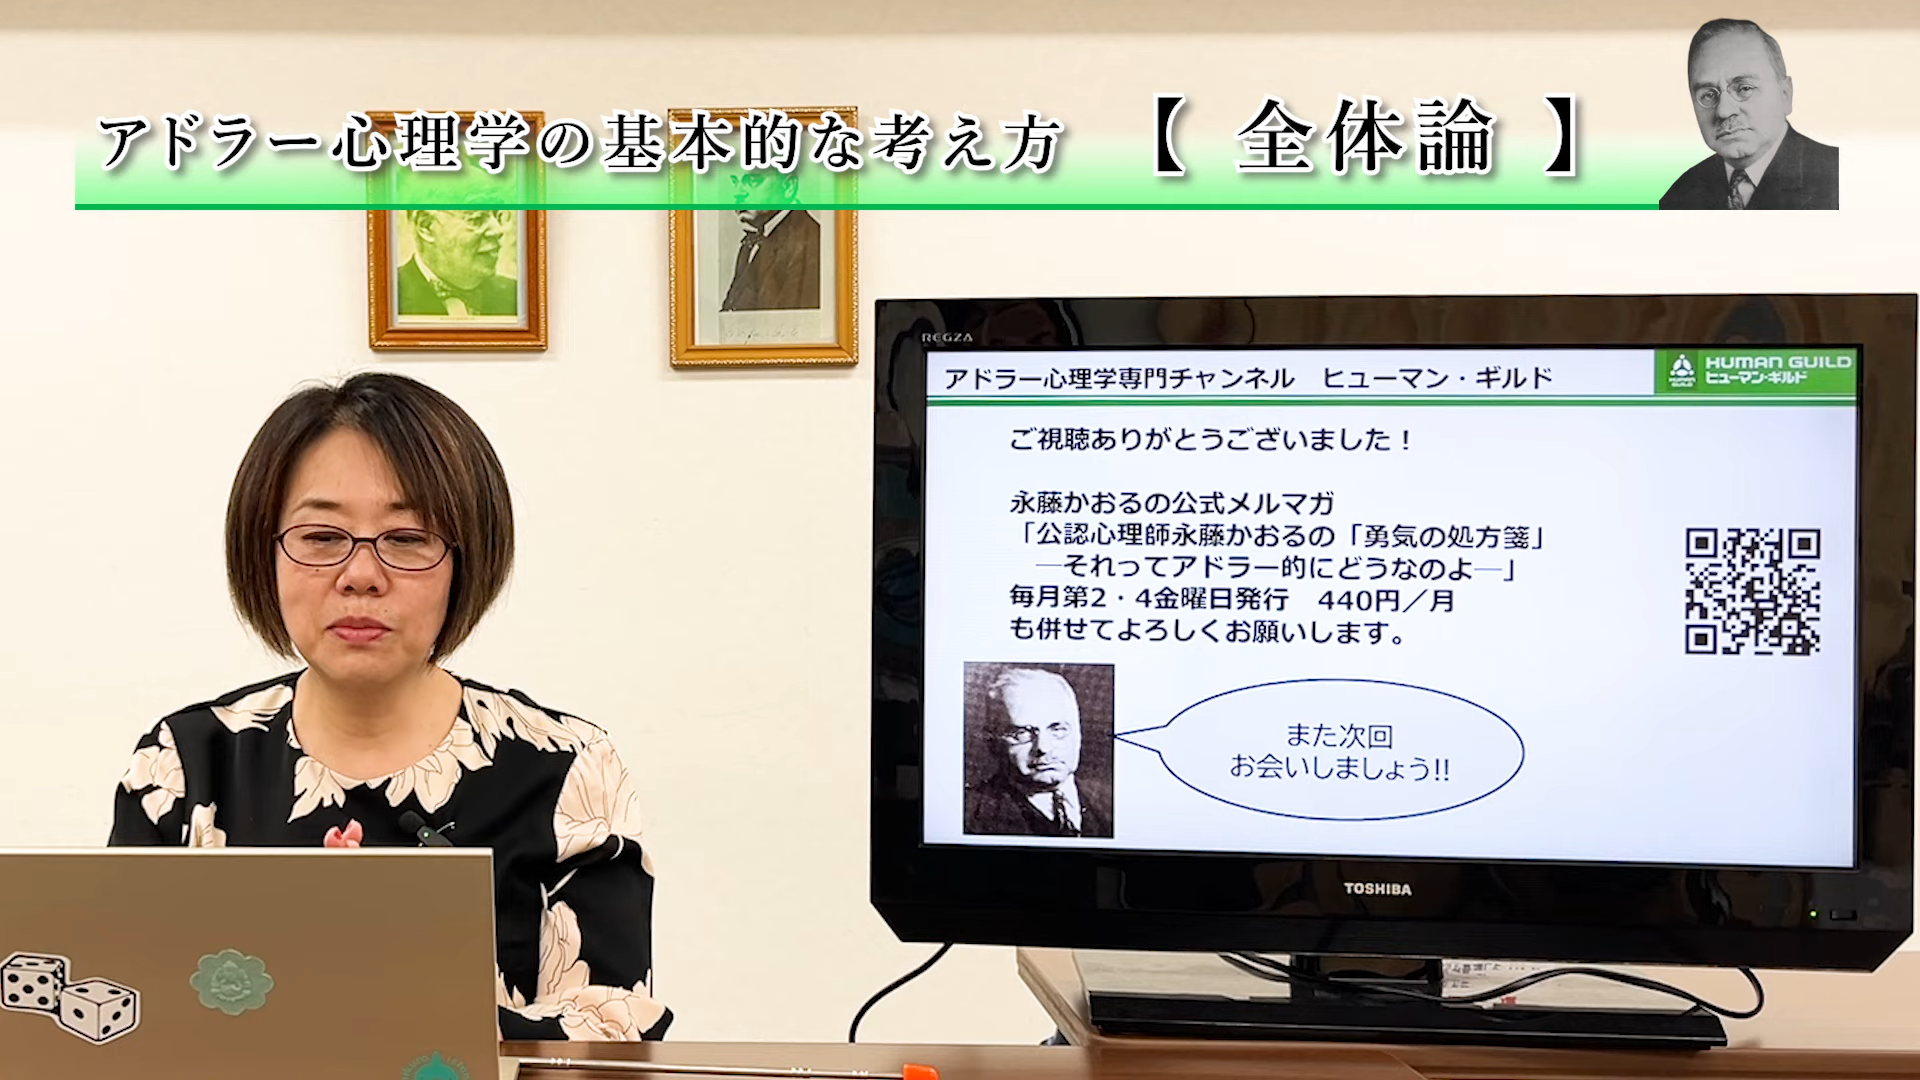 アドラー心理学の基本的な考え方 【 全体論 】
REGZA
アドラー心理学専門チャンネル　ヒューマン・ギルド
HUMAN GUILD
ヒューマン・ギルド
HUMAN
GUILD
ご視聴ありがとうございました！
永藤かおるの公式メルマガ
「公認心理師永藤かおるの「勇気の処方箋」
─それってアドラー的にどうなのよ─」
毎月第2・4金曜日発行　440円／月
も併せてよろしくお願いします。
また次回
お会いしましょう!!
TOSHIBA